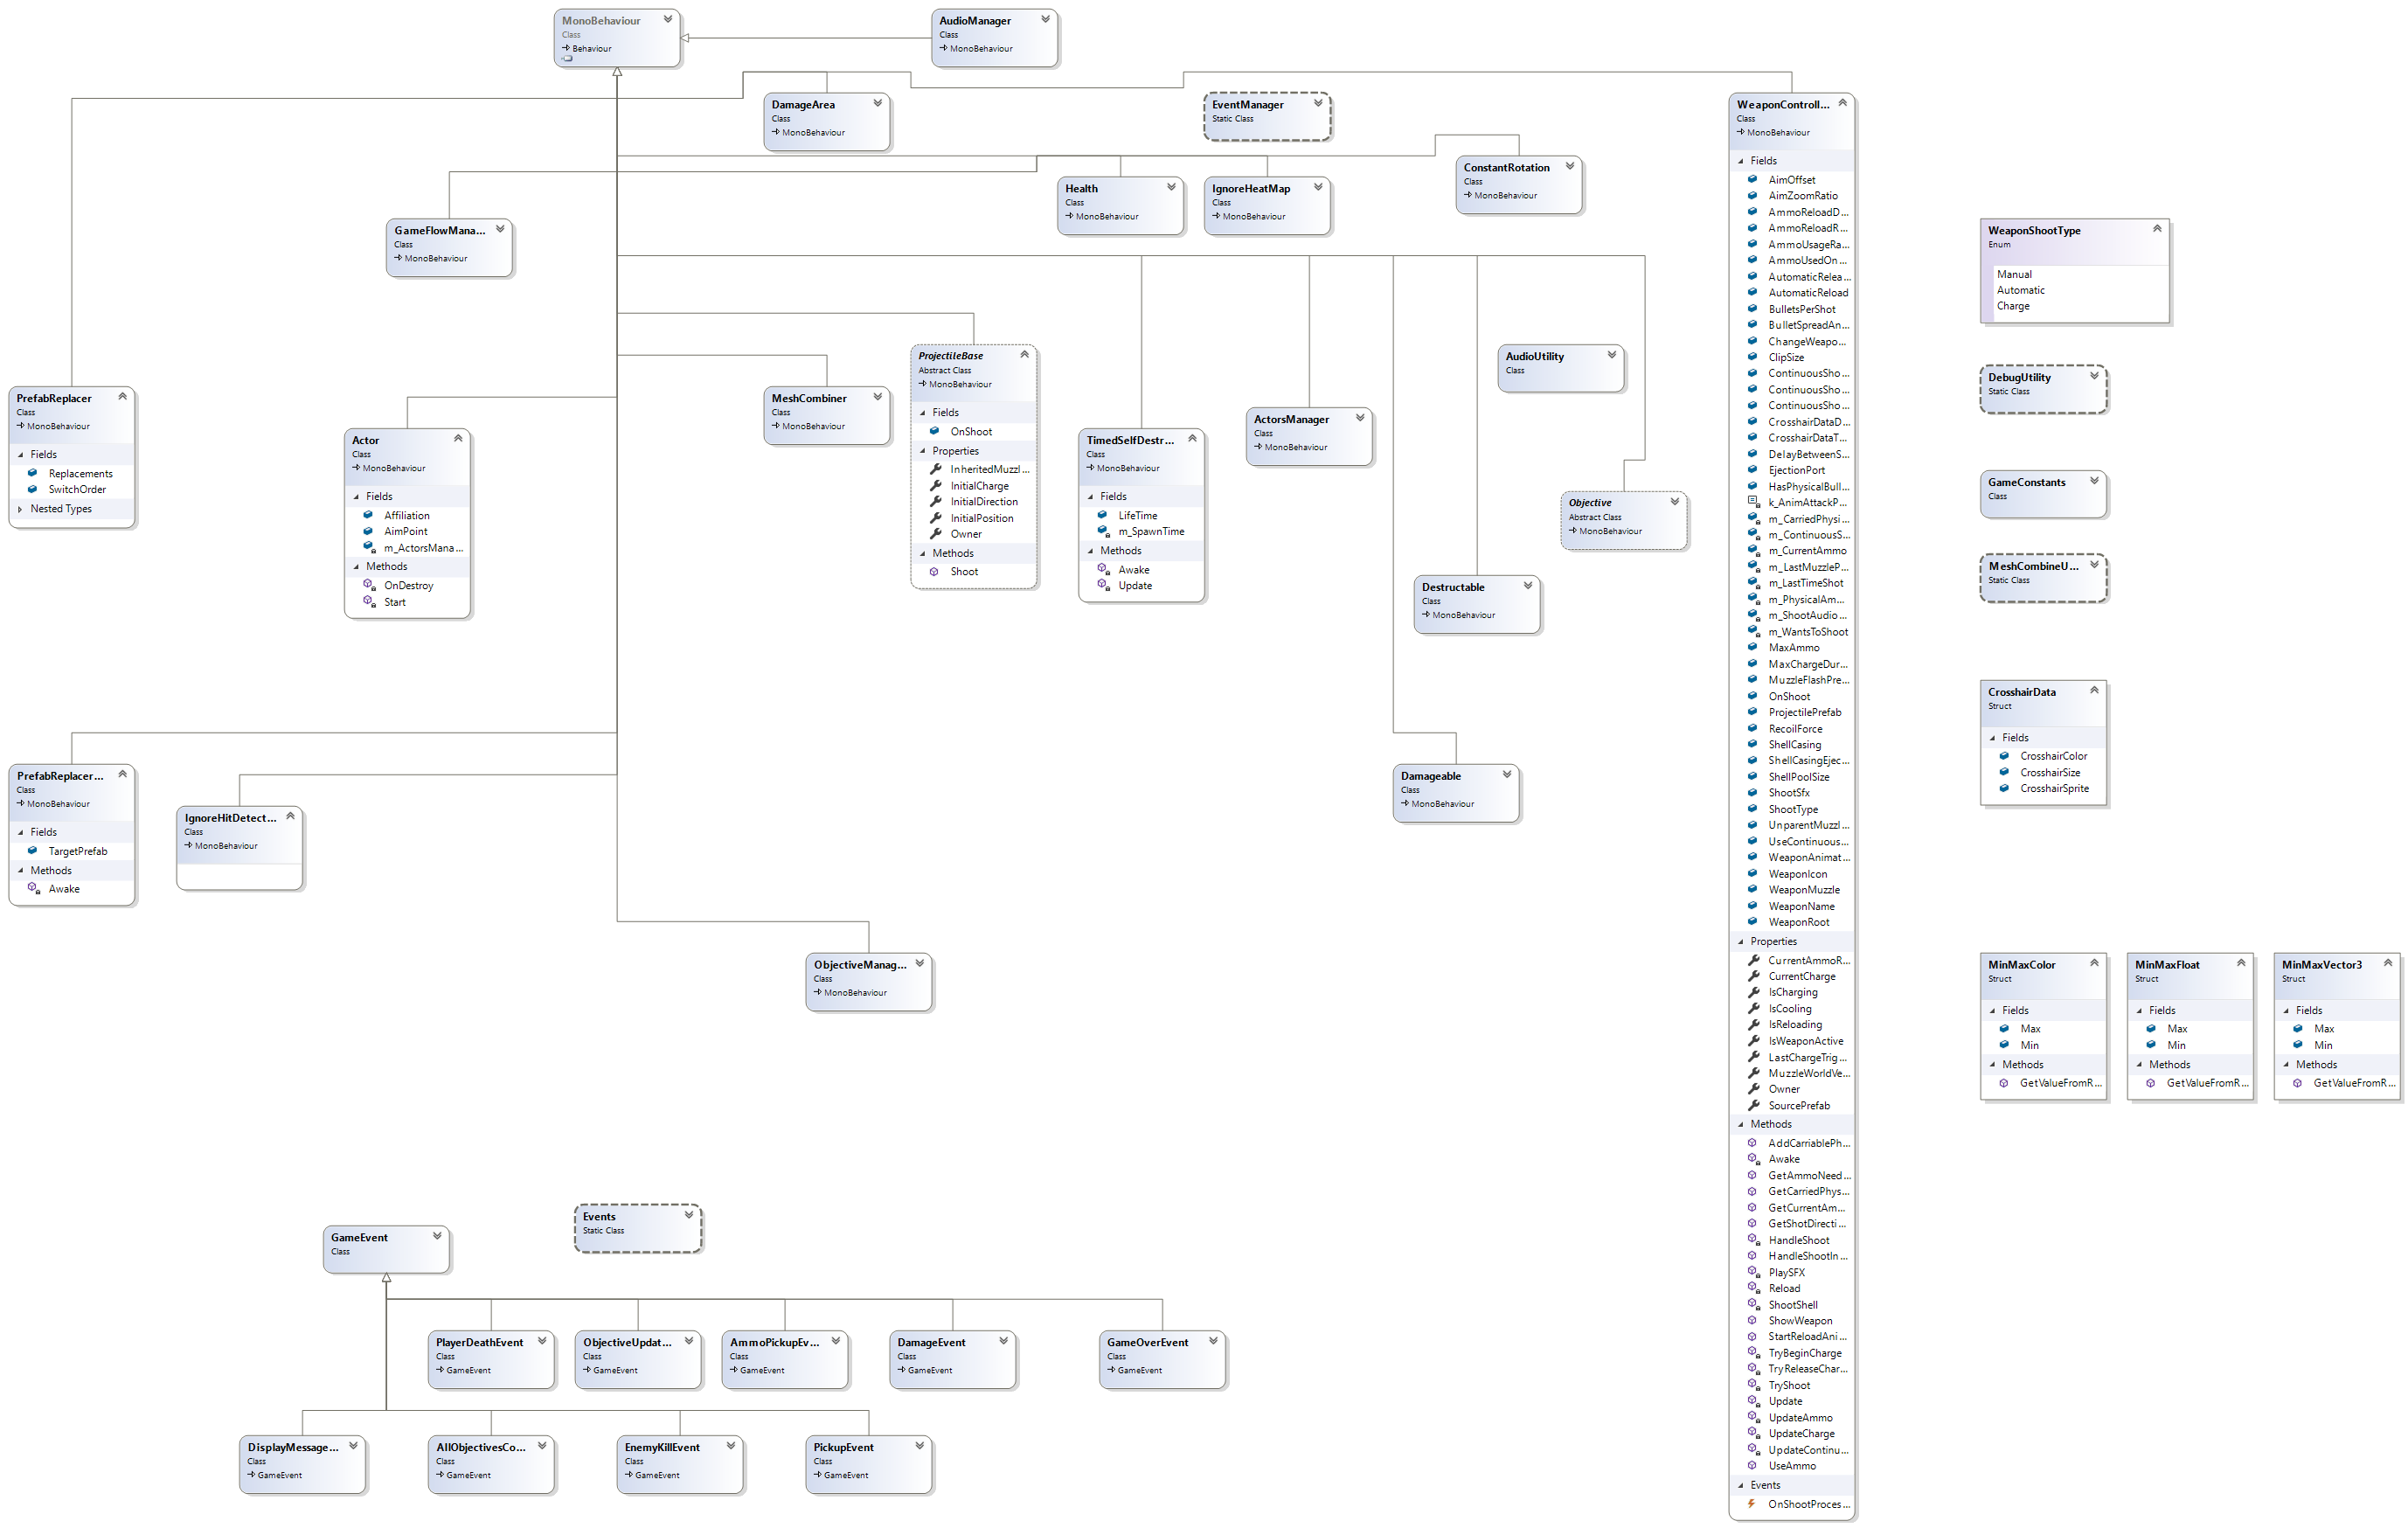 MonoBehaviour
Class
Behaviour
AudioManager
Class
MonoBehaviour
DamageArea
Class
MonoBehaviour
EventManager
Static Class
ConstantRotation
Class
MonoBehaviour
Health
Class
MonoBehaviour
IgnoreHeatMap
Class
MonoBehaviour
GameFlowMana...
Class
MonoBehaviour
PrefabReplacer
Class
MonoBehaviour
Fields
Replacements
SwitchOrder
Nested Types
Actor
Class
MonoBehaviour
Fields
Affiliation
AimPoint
m_ActorsMana...
Methods
OnDestroy
Start
MeshCombiner
Class
MonoBehaviour
ProjectileBase
Abstract Class
MonoBehaviour
Fields
OnShoot
Properties
InheritedMuzzl...
InitialCharge
InitialDirection
InitialPosition
Owner
Methods
Shoot
TimedSelfDestr...
Class
MonoBehaviour
Fields
LifeTime
m_SpawnTime
Methods
Awake
Update
ActorsManager
Class
MonoBehaviour
AudioUtility
Class
Objective
Abstract Class
MonoBehaviour
Destructable
Class
MonoBehaviour
Damageable
Class
MonoBehaviour
PrefabReplacer...
Class
MonoBehaviour
Fields
TargetPrefab
Methods
Awake
IgnoreHitDetect...
Class
MonoBehaviour
ObjectiveManag...
Class
MonoBehaviour
WeaponControll...
Class
MonoBehaviour
Fields
AimOffset
AimZoomRatio
AmmoReloadD...
AmmoReloadR...
AmmoUsageRa...
AmmoUsedOn...
AutomaticRelea...
AutomaticReload
BulletsPerShot
BulletSpreadAn...
ChangeWeapo...
ClipSize
ContinuousSho...
ContinuousSho...
ContinuousSho...
CrosshairDataD...
CrosshairDataT...
DelayBetweenS...
EjectionPort
HasPhysicalBull...
k_AnimAttackP...
m_CarriedPhysi...
m_ContinuousS...
m_CurrentAmmo
m_LastMuzzleP...
m_LastTimeShot
m_PhysicalAm...
m_ShootAudio...
m_WantsToShoot
MaxAmmo
MaxChargeDur...
MuzzleFlashPre...
OnShoot
ProjectilePrefab
RecoilForce
ShellCasing
ShellCasingEjec...
ShellPoolSize
ShootSfx
ShootType
UnparentMuzzl...
UseContinuous...
WeaponAnimat...
WeaponIcon
WeaponMuzzle
WeaponName
WeaponRoot
Properties
CurrentAmmoR...
CurrentCharge
IsCharging
IsCooling
IsReloading
IsWeaponActive
LastChargeTrig...
MuzzleWorldVe...
Owner
SourcePrefab
Methods
AddCarriablePh...
Awake
GetAmmoNeed...
GetCarriedPhys...
GetCurrentAm...
GetShotDirecti...
HandleShoot
HandleShootIn...
PlaySFX
Reload
ShootShell
ShowWeapon
StartReloadAni...
TryBeginCharge
TryReleaseChar...
TryShoot
Update
UpdateAmmo
UpdateCharge
UpdateContinu...
UseAmmo
Events
OnShootProces...
WeaponShootType
Enum
Manual
Automatic
Charge
DebugUtility
Static Class
GameConstants
Class
MeshCombineU...
Static Class
CrosshairData
Struct
Fields
CrosshairColor
CrosshairSize
CrosshairSprite
MinMaxColor
Struct
Fields
Max
Min
Methods
GetValueFromR...
MinMaxFloat
Struct
Fields
Max
Min
Methods
GetValueFromR...
MinMaxVector3
Struct
Fields
Max
Min
Methods
GetValueFromR...
Events
Static Class
GameEvent
Class
PlayerDeathEvent
Class
GameEvent
ObjectiveUpdat...
Class
GameEvent
AmmoPickupEv...
Class
GameEvent
DamageEvent
Class
GameEvent
GameOverEvent
Class
GameEvent
DisplayMessage...
Class
GameEvent
AllObjectivesCo...
Class
GameEvent
EnemyKillEvent
Class
GameEvent
PickupEvent
Class
GameEvent